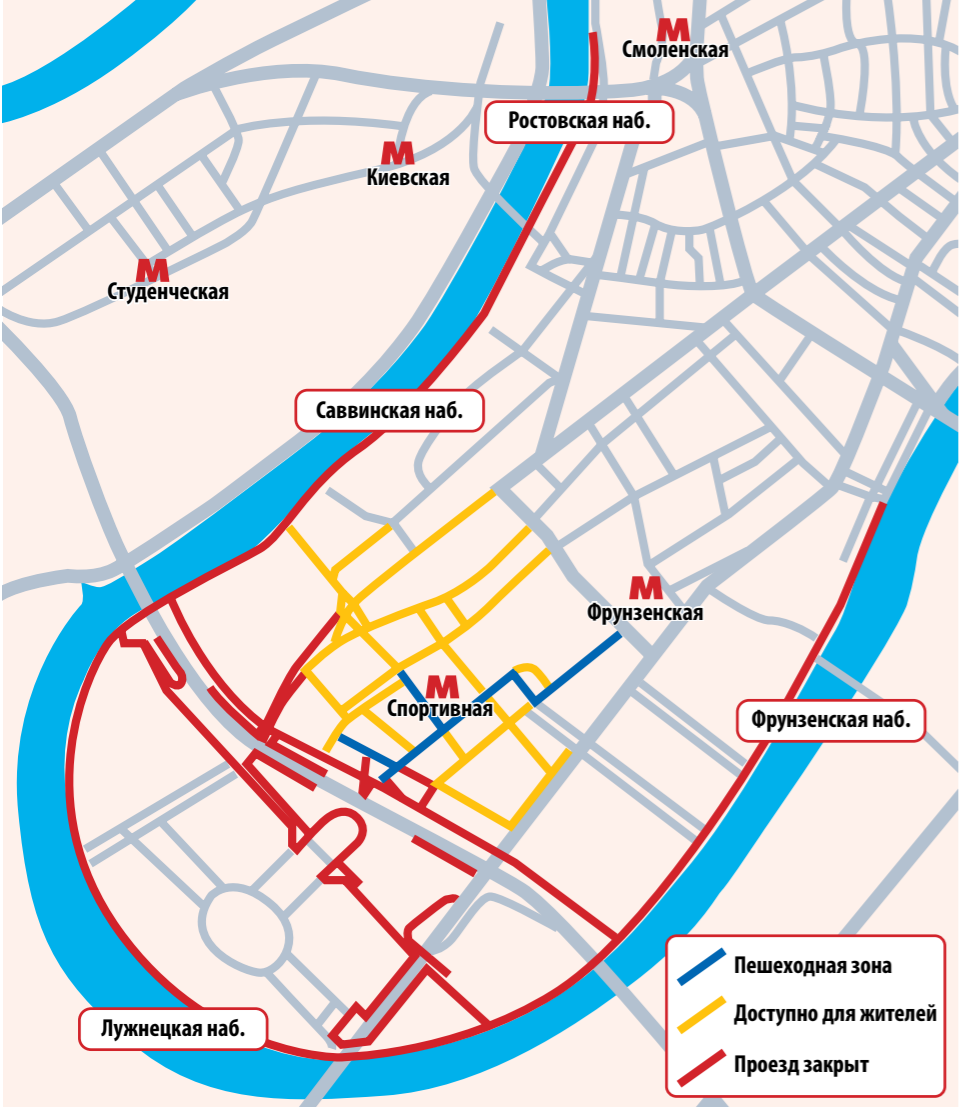 М
Смоленская
Ростовская наб.
М
Киевская
М
Студенческая
Саввинская наб.
М
Фрунзенская
М
Спортивная
Фрунзенская наб.
Пешеходная зона
Доступно для жителей
Проезд закрыт
Лужнецкая наб.